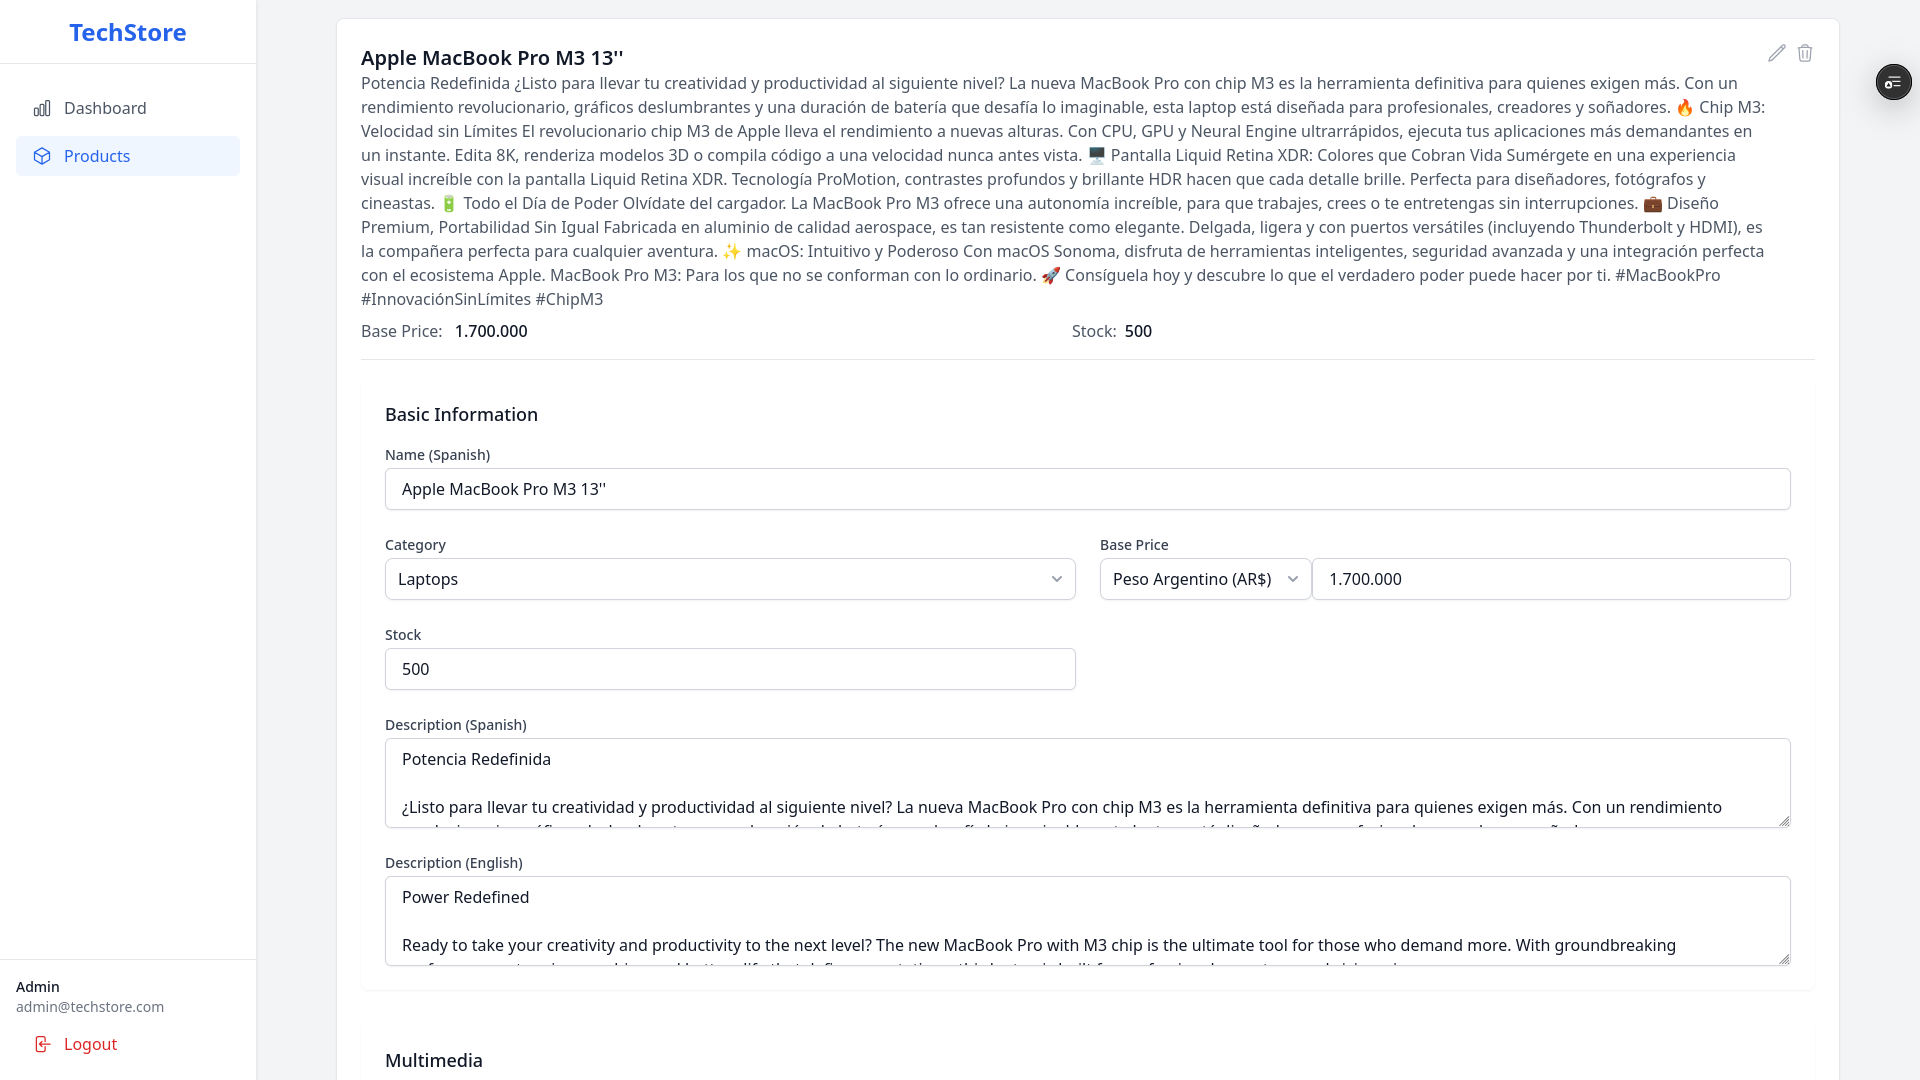 TechStore
Dashboard
Products
Admin
admin@techstore.com
Logout
Apple MacBook Pro M3 13''
Potencia Redefinida ¿Listo para llevar tu creatividad y productividad al siguiente nivel? La nueva MacBook Pro con chip M3 es la herramienta definitiva para quienes exigen más. Con un
rendimiento revolucionario, gráficos deslumbrantes y una duración de batería que desafía lo imaginable, esta laptop está diseñada para profesionales, creadores y soñadores. 🔥 Chip M3:
Velocidad sin Límites El revolucionario chip M3 de Apple lleva el rendimiento a nuevas alturas. Con CPU, GPU y Neural Engine ultrarrápidos, ejecuta tus aplicaciones más demandantes en
un instante. Edita 8K, renderiza modelos 3D o compila código a una velocidad nunca antes vista. 🖥️ Pantalla Liquid Retina XDR: Colores que Cobran Vida Sumérgete en una experiencia
visual increíble con la pantalla Liquid Retina XDR. Tecnología ProMotion, contrastes profundos y brillante HDR hacen que cada detalle brille. Perfecta para diseñadores, fotógrafos y
cineastas. 🔋 Todo el Día de Poder Olvídate del cargador. La MacBook Pro M3 ofrece una autonomía increíble, para que trabajes, crees o te entretengas sin interrupciones. 💼 Diseño
Premium, Portabilidad Sin Igual Fabricada en aluminio de calidad aerospace, es tan resistente como elegante. Delgada, ligera y con puertos versátiles (incluyendo Thunderbolt y HDMI), es
la compañera perfecta para cualquier aventura. ✨ macOS: Intuitivo y Poderoso Con macOS Sonoma, disfruta de herramientas inteligentes, seguridad avanzada y una integración perfecta
con el ecosistema Apple. MacBook Pro M3: Para los que no se conforman con lo ordinario. 🚀 Consíguela hoy y descubre lo que el verdadero poder puede hacer por ti. #MacBookPro
#InnovaciónSinLímites #ChipM3
Base Price: 1.700.000
Stock: 500
Basic Information
Name (Spanish)
Apple MacBook Pro M3 13''
Category
Laptops
Base Price
Peso Argentino (AR$)
1.700.000
Stock
500
Description (Spanish)
Potencia Redefinida
¿Listo para llevar tu creatividad y productividad al siguiente nivel? La nueva MacBook Pro con chip M3 es la herramienta definitiva para quienes exigen más. Con un rendimiento
Description (English)
Power Redefined
Ready to take your creativity and productivity to the next level? The new MacBook Pro with M3 chip is the ultimate tool for those who demand more. With groundbreaking
Multimedia